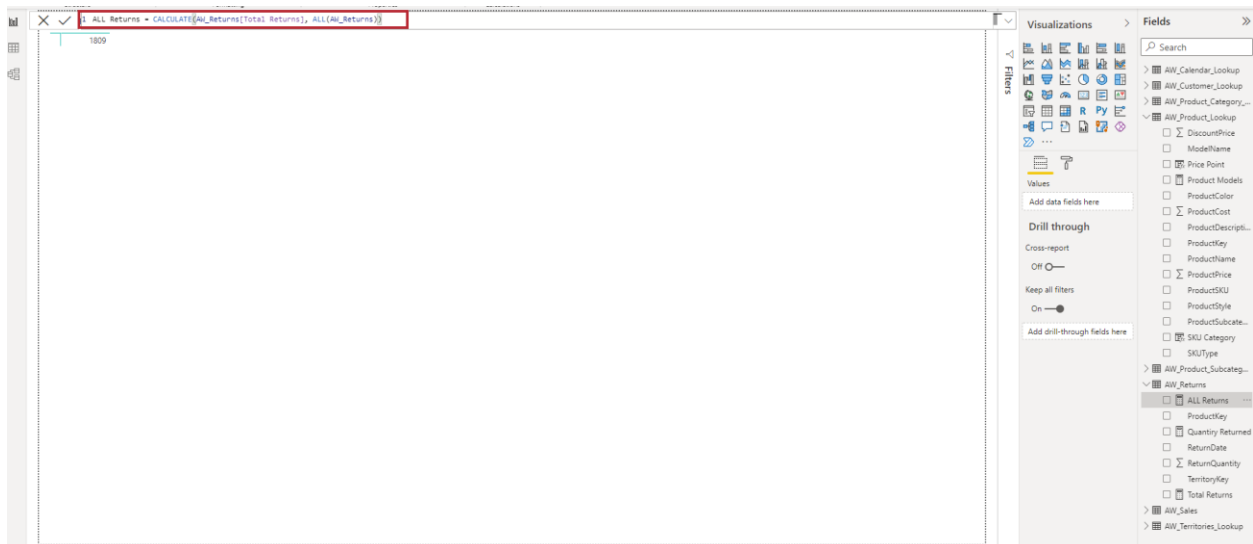 1 ALL Returns = CALCULATE(AW_Returns[Total Returns], ALL(AW_Returns))
1809
Filters
Visualizations
R Py
Values
Add data fields here
Drill through
Cross-report
Off
Keep all filters
On
Add drill-through fields here
Fields
Search
AW_Calendar_Lookup
AW_Customer_Lookup
AW_Product_Category_...
AW_Product_Lookup
DiscountPrice
ModelName
Price Point
Product Models
ProductColor
ProductCost
ProductDescripti...
ProductKey
ProductName
ProductPrice
ProductSKU
ProductStyle
ProductSubcate...
SKU Category
SKUType
AW_Product_Subcateg...
AW_Returns
ALL Returns
ProductKey
Quantiry Returned
ReturnDate
ReturnQuantity
TerritoryKey
Total Returns
AW_Sales
AW_Territories_Lookup